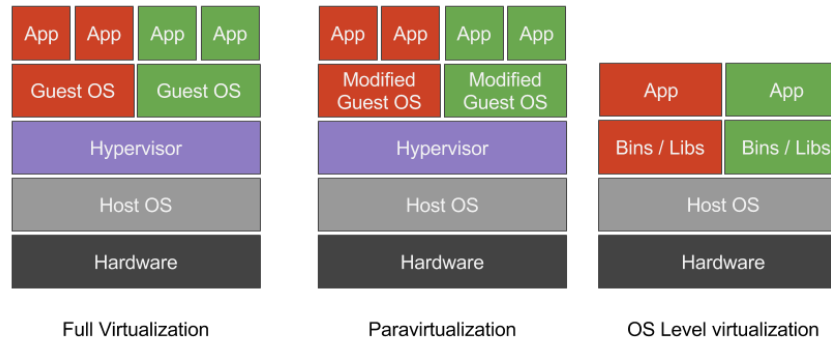 App App App App
Guest OS Guest OS
Hypervisor
Host OS
Hardware
Full Virtualization
App App App App
Modified Guest OS Modified Guest OS
Hypervisor
Host OS
Hardware
Paravirtualization
App App
Bins / Libs Bins / Libs
Host OS
Hardware
OS Level virtualization